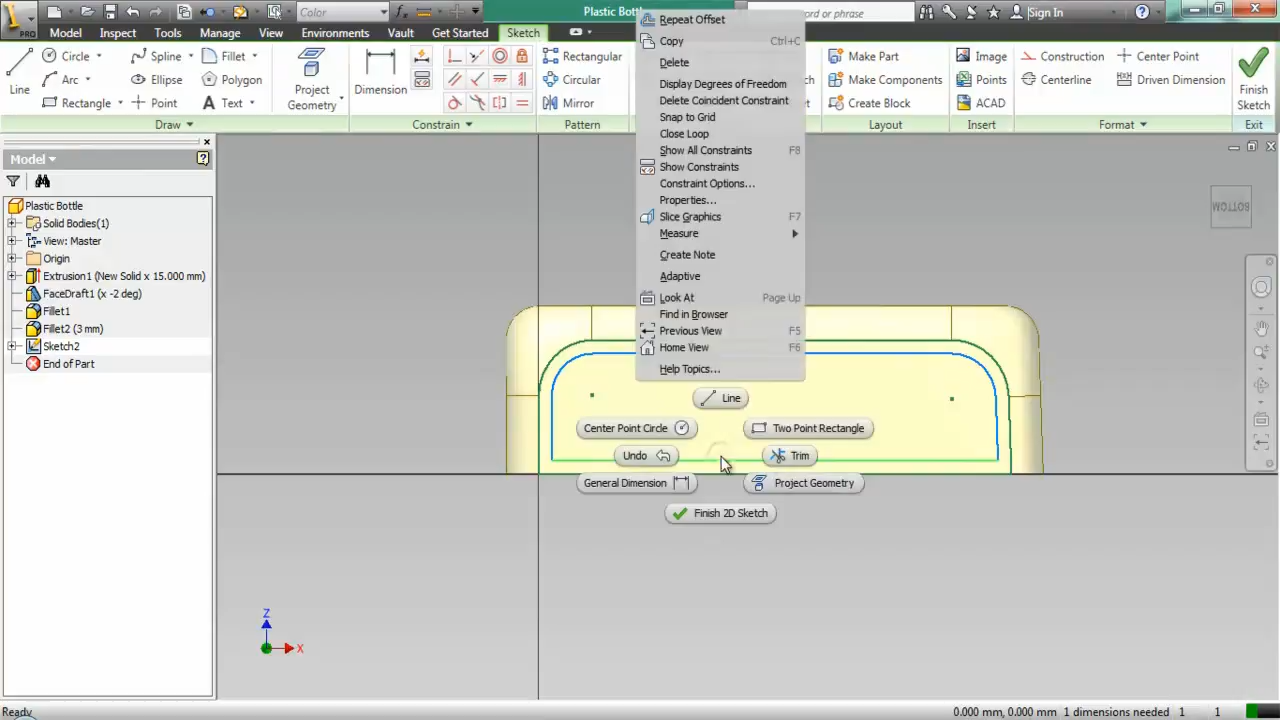 PRO
Color
Plastic Bottle
or phrase
Sign In
Model Inspect Tools Manage View Environments Vault Get Started Sketch
Line
Circle
Arc
Rectangle
Spline
Ellipse
Point
Fillet
Polygon
Text
Project
Geometry
Dimension
Rectangular
Circular
Mirror
Make Part
Make Components
Create Block
Image
Points
ACAD
Construction
Centerline
Center Point
Driven Dimension
Finish
Sketch
Draw
Constrain
Pattern
Layout
Insert
Format
Exit
Model
Plastic Bottle
Solid Bodies(1)
View: Master
Origin
Extrusion1 (New Solid x 15.000 mm)
FaceDraft1 (x -2 deg)
Fillet1
Fillet2 (3 mm)
Sketch2
End of Part
Repeat Offset
Copy Ctrl+C
Delete
Display Degrees of Freedom
Delete Coincident Constraint
Snap to Grid
Close Loop
Show All Constraints F8
Show Constraints
Constraint Options...
Properties...
Slice Graphics F7
Measure
Create Note
Adaptive
Look At Page Up
Find in Browser
Previous View F5
Home View F6
Help Topics...
Line
Center Point Circle
Two Point Rectangle
Undo
Trim
General Dimension
Project Geometry
Finish 2D Sketch
BOTTOM
Z
X
Ready
0.000 mm, 0.000 mm 1 dimensions needed 1 1